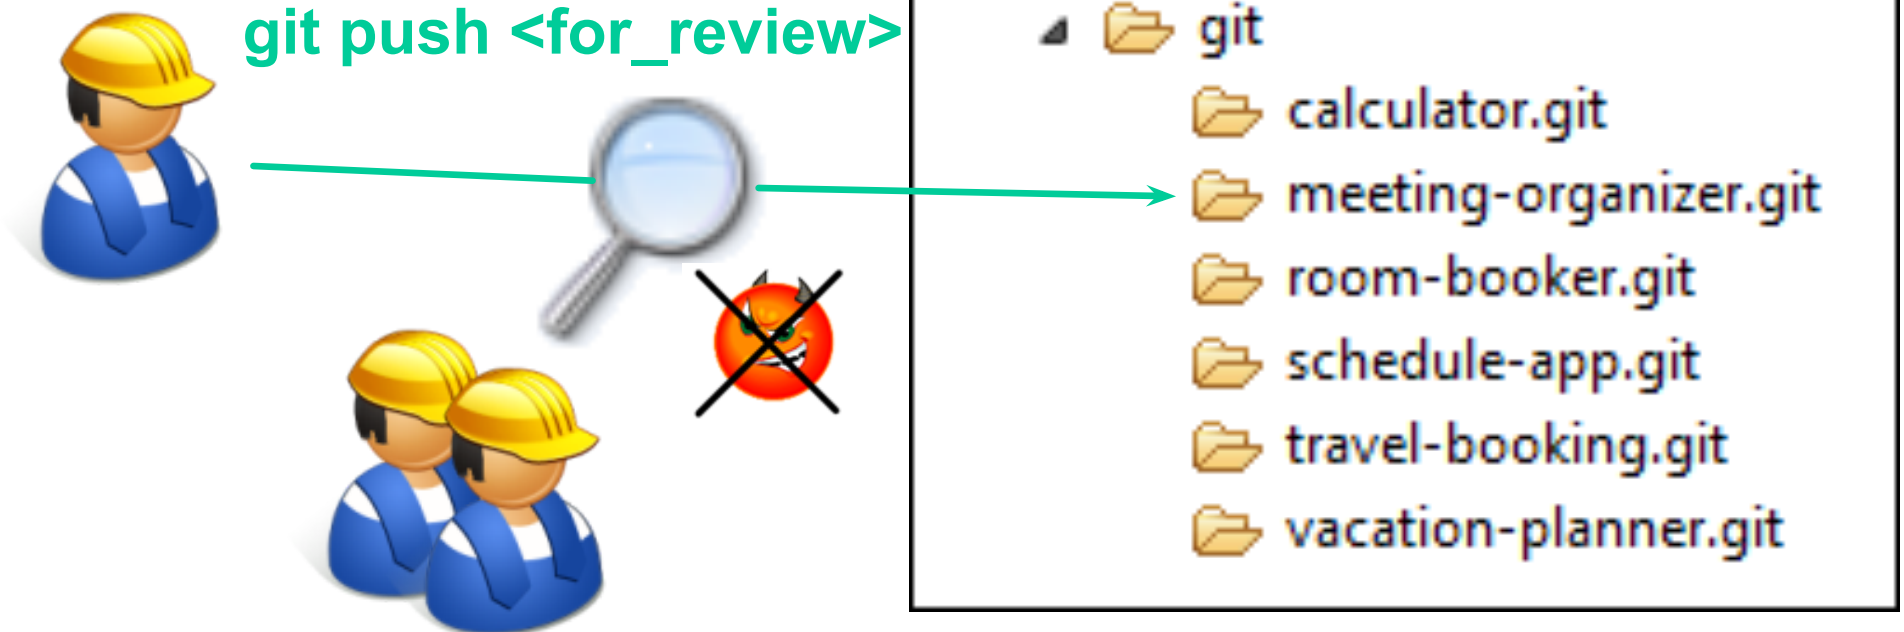 git push <for_review>
git
calculator.git
meeting-organizer.git
room-booker.git
schedule-app.git
travel-booking.git
vacation-planner.git